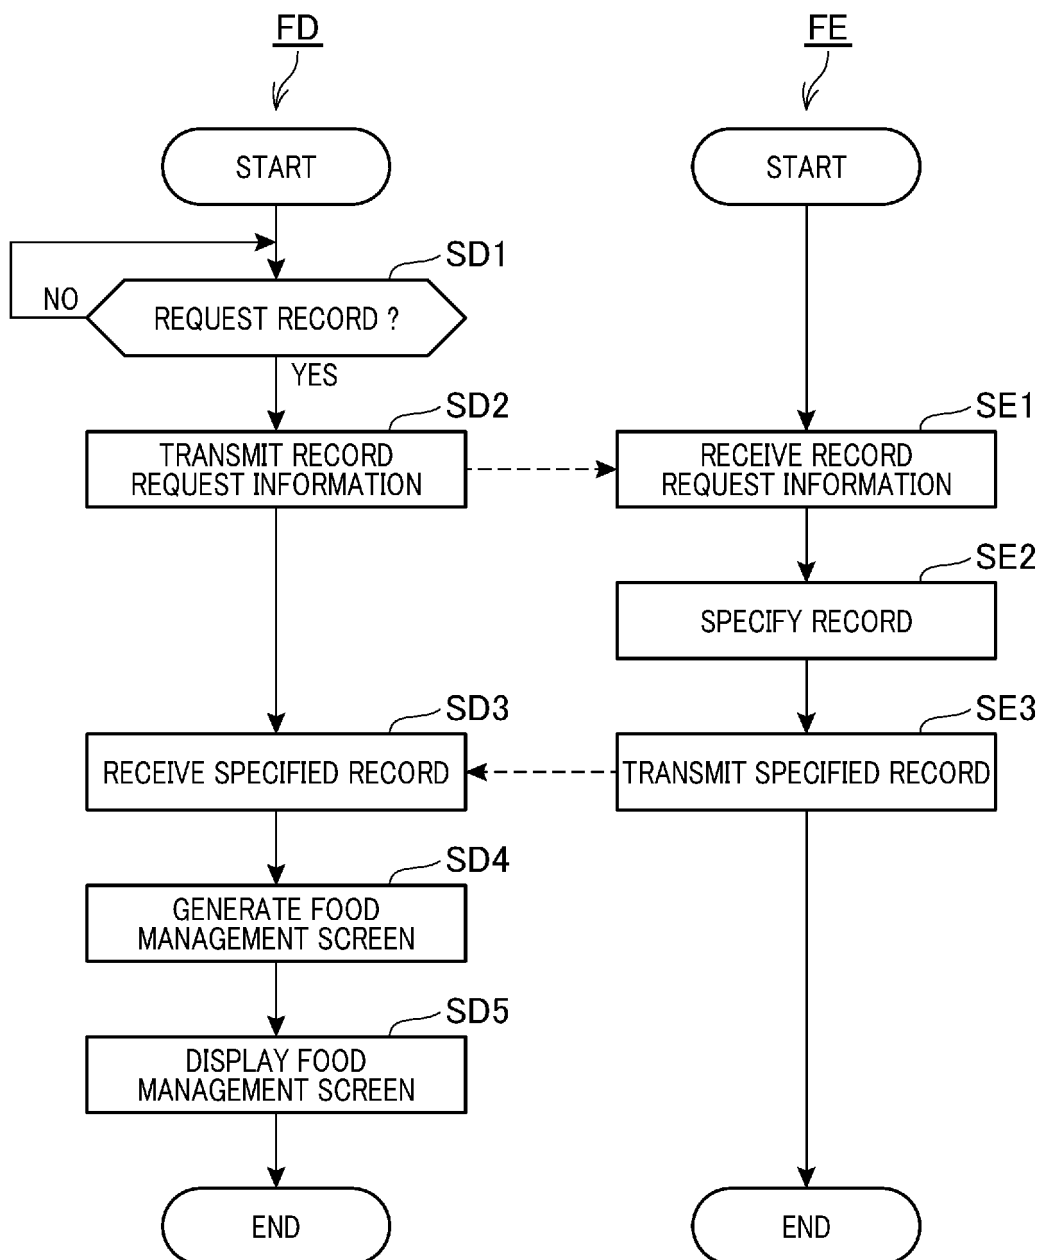 FD
START
SD1
NO
REQUEST RECORD ?
YES
SD2
TRANSMIT RECORD
REQUEST INFORMATION
SD3
RECEIVE SPECIFIED RECORD
SD4
GENERATE FOOD
MANAGEMENT SCREEN
SD5
DISPLAY FOOD
MANAGEMENT SCREEN
END
FE
START
SE1
RECEIVE RECORD
REQUEST INFORMATION
SE2
SPECIFY RECORD
SE3
TRANSMIT SPECIFIED RECORD
END